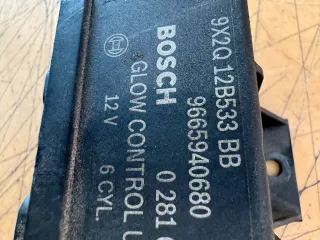 9X2Q 12B533 BB
9665940680
BOSCH 0 281
GLOW CONTROL U
12 V 6 CYL.